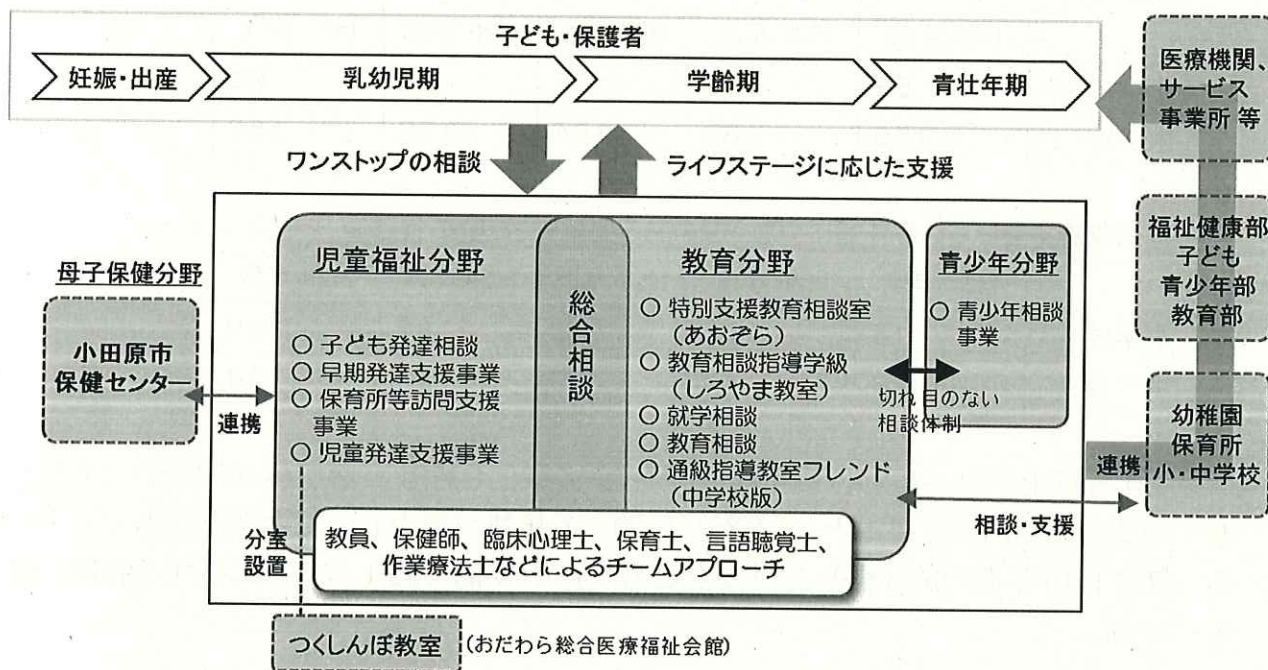 子ども・保護者
妊娠・出産
乳幼児期
学齢期
青壮年期
ワンストップの相談
ライフステージに応じた支援
母子保健分野
小田原市
保健センター
連携
児童福祉分野
○ 子ども発達相談
○ 早期発達支援事業
○ 保育所等訪問支援
事業
○ 児童発達支援事業
総合相談
教育分野
○ 特別支援教育相談室
(あおぞら)
○ 教育相談指導学級
(しろやま教室)
○ 就学相談
○ 教育相談
○ 通級指導教室フレンド
(中学校版)
青少年分野
○ 青少年相談
事業
切れ目のない
相談体制
教員、保健師、臨床心理士、保育士、言語聴覚士、
作業療法士などによるチームアプローチ
分室
設置
つくしんぼ教室
(おだわら総合医療福祉会館)
医療機関、
サービス
事業所 等
福祉健康部
子ども
青少年部
教育部
幼稚園
保育所
小・中学校
連携
相談・支援